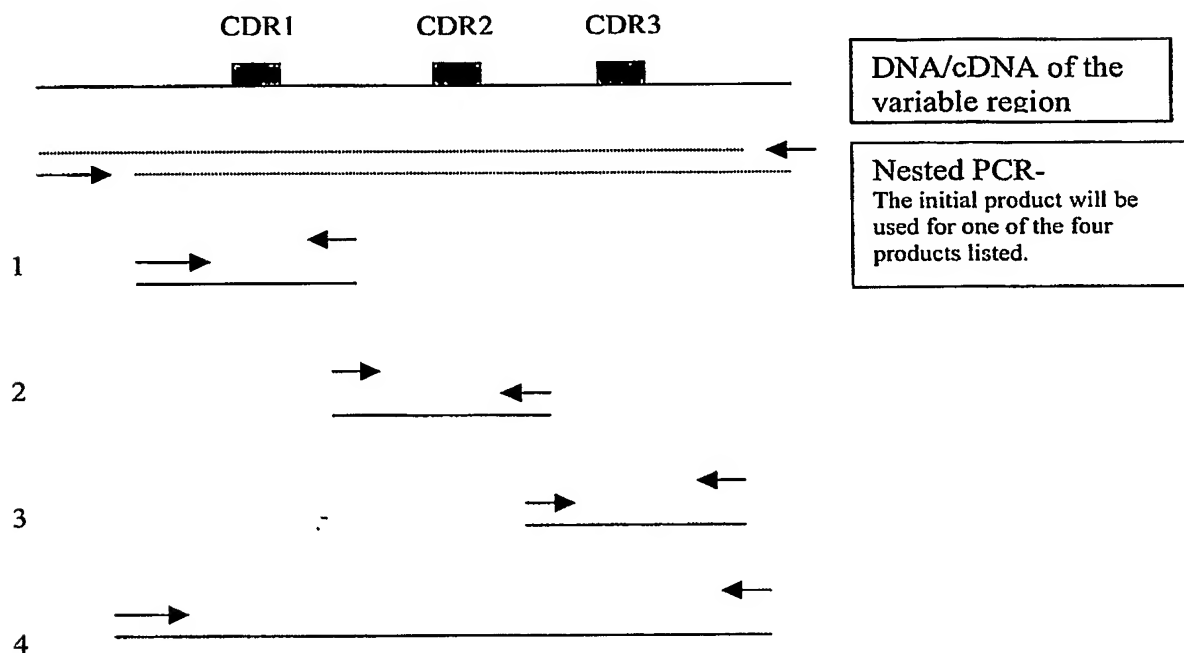 CDR1 CDR2 CDR3
DNA/cDNA of the
variable region
Nested PCR-
The initial product will be
used for one of the four
products listed.
1
2
3
4